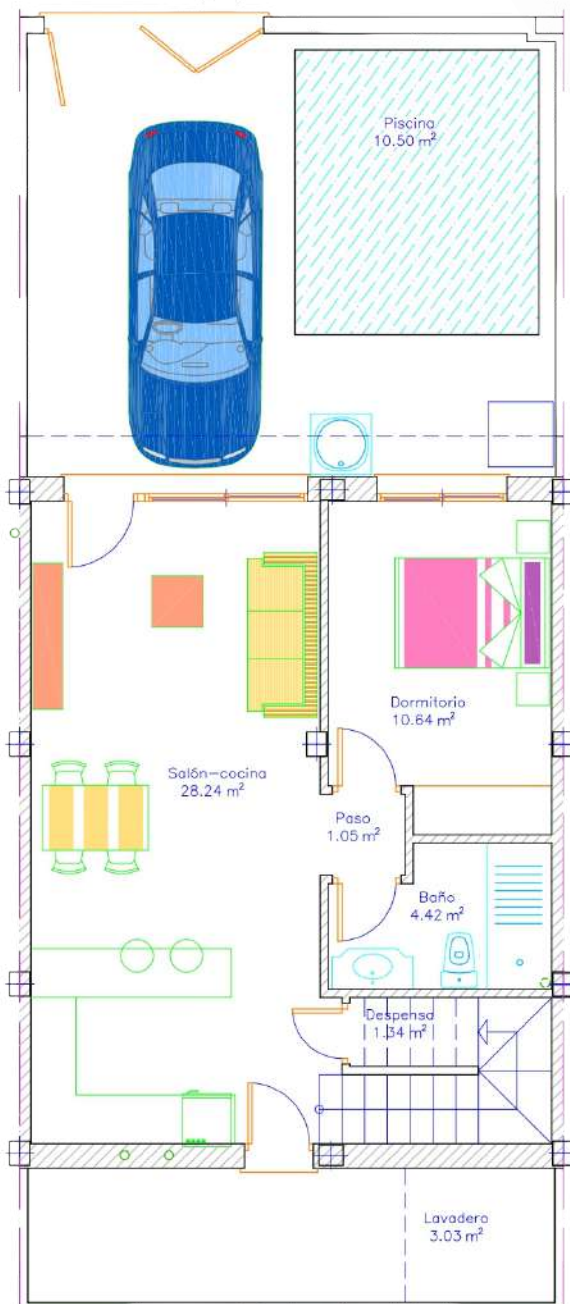 Piscina
10.50 m²
Dormitorio
10.64 m²
Salón-cocina
28.24 m²
Paso
1.05 m²
Baño
4.42 m²
Despensa
1.34 m²
Lavadero
3.03 m²